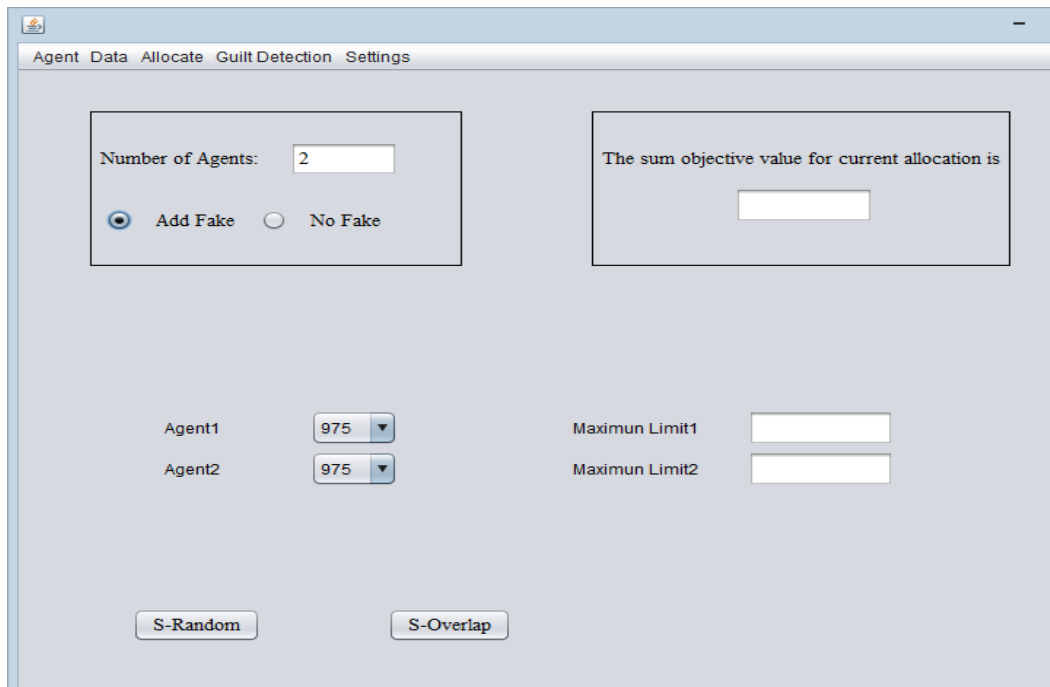 Agent Data Allocate Guilt Detection Settings
Number of Agents: 2
Add Fake No Fake
The sum objective value for current allocation is
Agent1 975 Maximun Limit1
Agent2 975 Maximun Limit2
S-Random S-Overlap